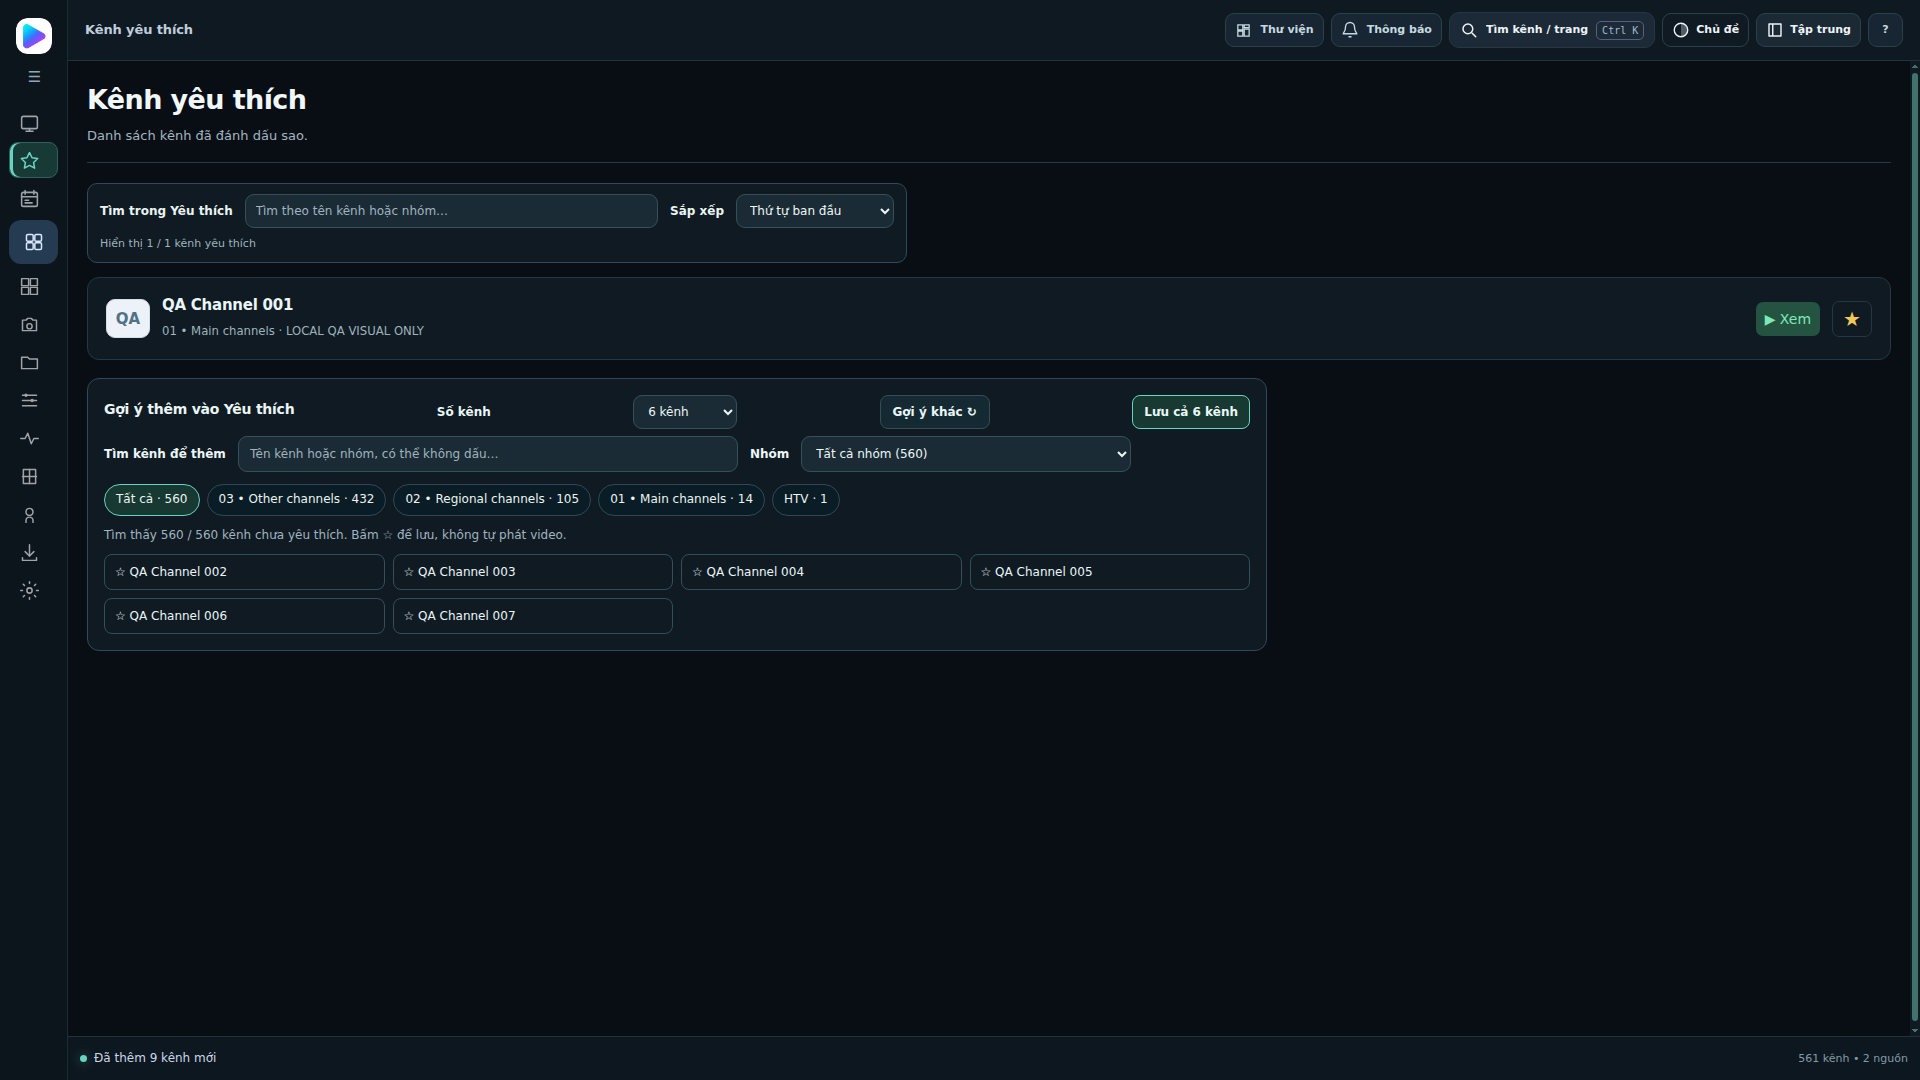 Kênh yêu thích
Thư viện
Thông báo
Tìm kênh / trang Ctrl K
Chủ đề
Tập trung
?
Kênh yêu thích
Danh sách kênh đã đánh dấu sao.
Tìm trong Yêu thích Tìm theo tên kênh hoặc nhóm... Sắp xếp Thứ tự ban đầu
Hiển thị 1 / 1 kênh yêu thích
QA QA Channel 001
01 • Main channels · LOCAL QA VISUAL ONLY
▶ Xem ★
Gợi ý thêm vào Yêu thích Số kênh 6 kênh Gợi ý khác ↻ Lưu cả 6 kênh
Tìm kênh để thêm Tên kênh hoặc nhóm, có thể không dấu... Nhóm Tất cả nhóm (560)
Tất cả · 560 03 • Other channels · 432 02 • Regional channels · 105 01 • Main channels · 14 HTV · 1
Tìm thấy 560 / 560 kênh chưa yêu thích. Bấm ☆ để lưu, không tự phát video.
☆ QA Channel 002 ☆ QA Channel 003 ☆ QA Channel 004 ☆ QA Channel 005
☆ QA Channel 006 ☆ QA Channel 007
Đã thêm 9 kênh mới
561 kênh • 2 nguồn